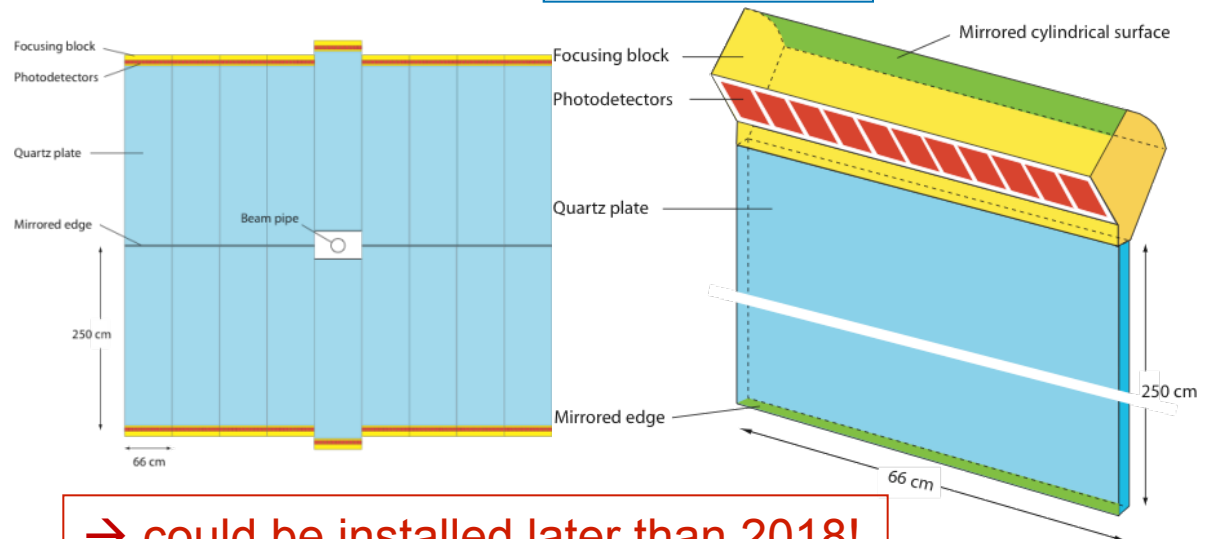 Focusing block
Photodetectors
Quartz plate
Mirrored edge
Beam pipe
250 cm
66 cm
Mirrored cylindrical surface
Focusing block
Photodetectors
Quartz plate
250 cm
Mirrored edge
66 cm
→ could be installed later than 2018!